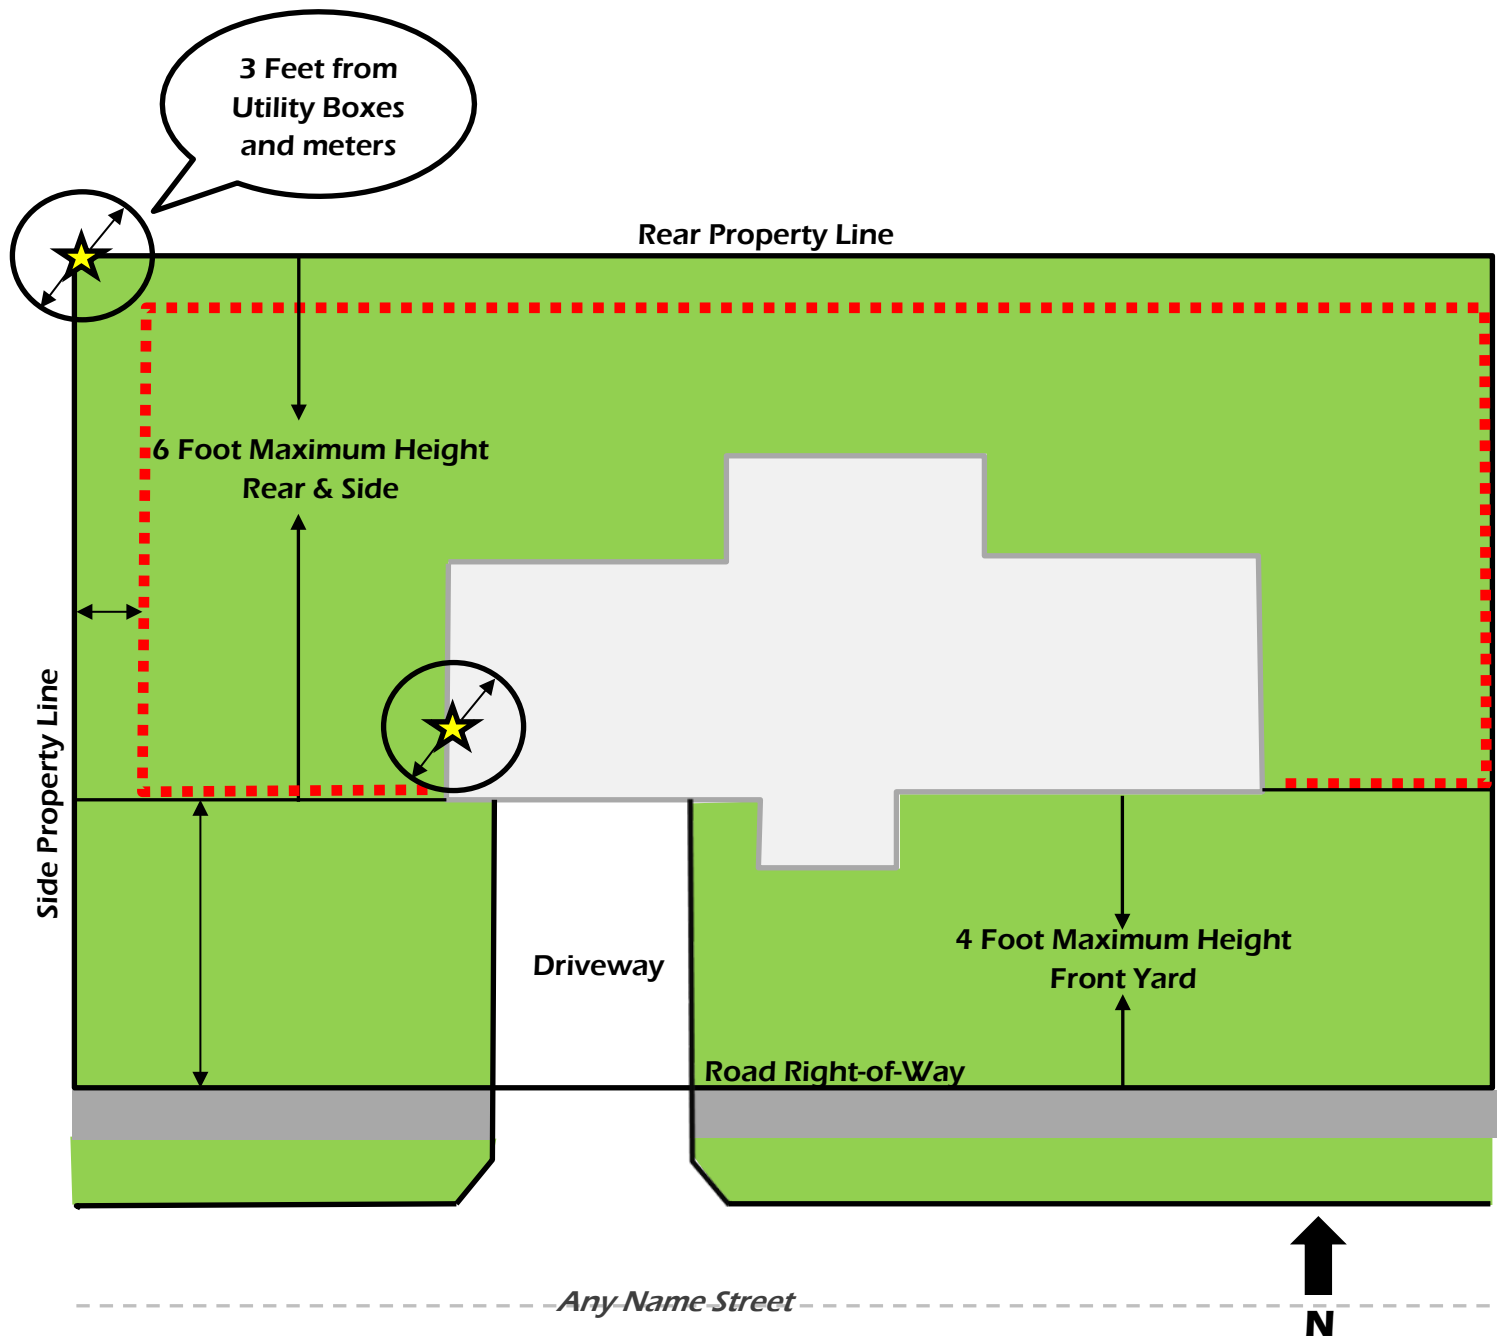 3 Feet from
Utility Boxes
and meters
Rear Property Line
6 Foot Maximum Height
Rear & Side
Side Property Line
Driveway
4 Foot Maximum Height
Front Yard
Road Right-of-Way
Any Name Street
N